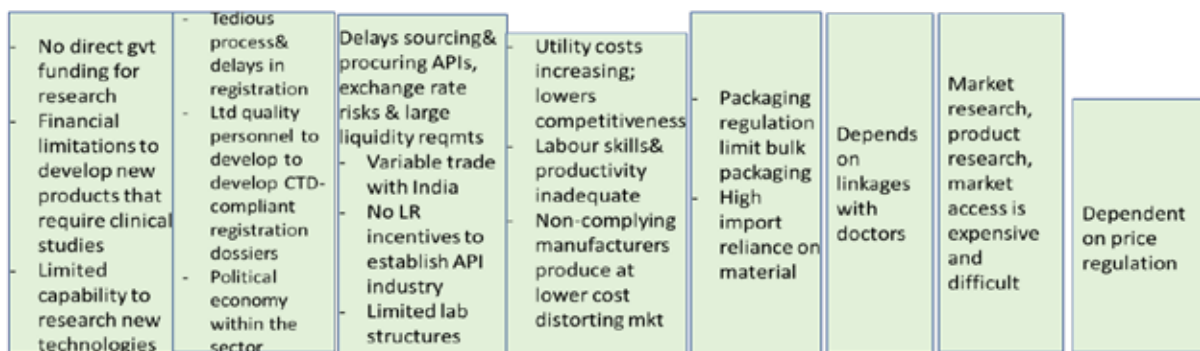 - No direct gvt
funding for
research
- Financial
limitations to
develop new
products that
require clinical
studies
- Limited
capability to
research new
technologies
- Tedious
process&
delays in
registration
- Ltd quality
personnel to
develop to
develop CTD-
compliant
registration
dossiers
- Political
economy
within the
sector
Delays sourcing&
procuring APIs,
exchange rate
risks & large
liquidity reqmts
- Variable trade
with India
- No LR
incentives to
establish API
industry
- Limited lab
structures
- Utility costs
increasing;
lowers
competitiveness
- Labour skills&
productivity
inadequate
- Non-complying
manufacturers
produce at
lower cost
distorting mkt
- Packaging
regulation
limit bulk
packaging
- High
import
reliance on
material
Depends
on
linkages
with
doctors
Market
research,
product
research,
market
access is
expensive
and
difficult
Dependent
on price
regulation